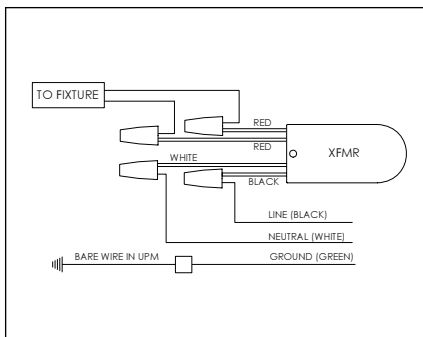 TO FIXTURE
RED
RED
XFMR
WHITE
BLACK
LINE (BLACK)
NEUTRAL (WHITE)
BARE WIRE IN UPM
GROUND (GREEN)